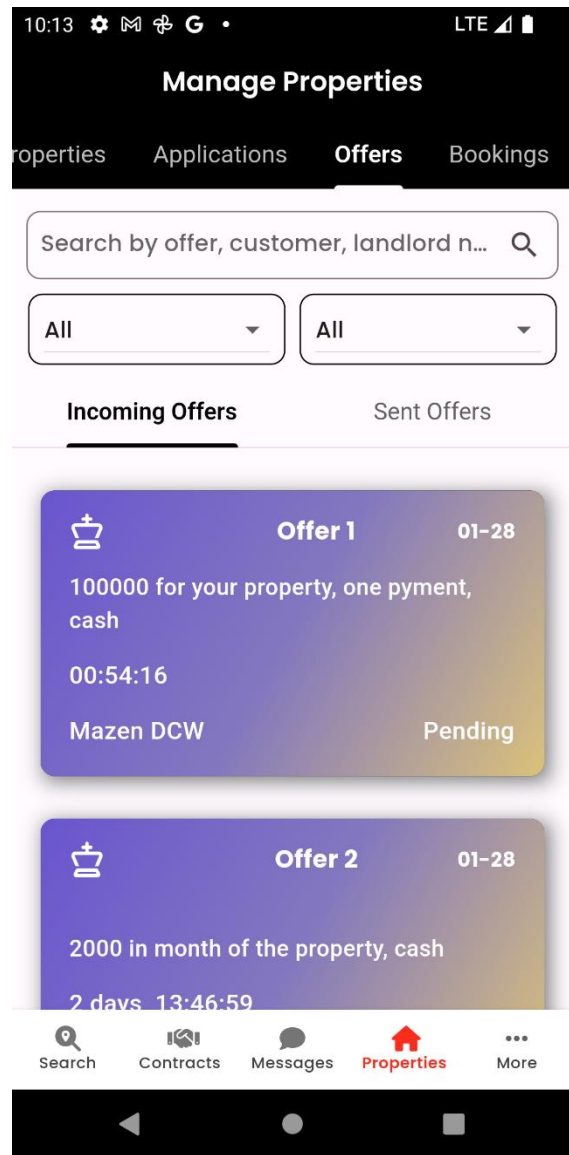 10:13 G LTE
Manage Properties
roperties Applications Offers Bookings
Search by offer, customer, landlord n...
All All
Incoming Offers Sent Offers
Offer 1 01-28
100000 for your property, one pyment,
cash
00:54:16
Mazen DCW Pending
Offer 2 01-28
2000 in month of the property, cash
2 days 13:46:59
Search Contracts Messages Properties More